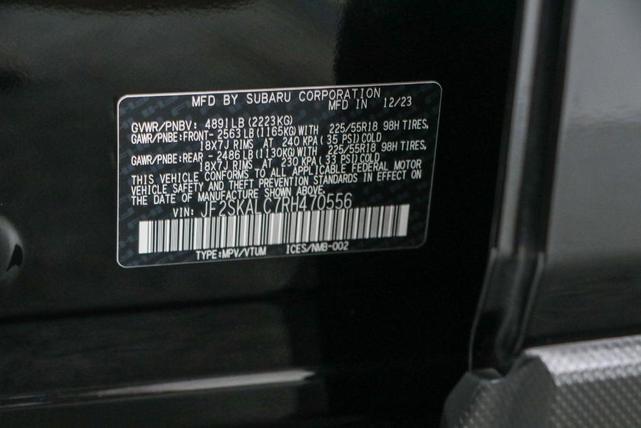 MFD BY SUBARU CORPORATION
MFD IN 12/23
GVWR/PNBV: 4891LB (2223KG)
GAWR/PNBE:FRONT- 2563LB(1165KG)WITH 225/55R18 98H TIRES,
18X7J RIMS AT 240 KPA(35 PSI)COLD
GAWR/PNBE:REAR - 2486LB(1130KG)WITH 225/55R18 98H TIRES,
18X7J RIMS AT 230 KPA(33 PSI)COLD
THIS VEHICLE CONFORMS TO ALL APPLICABLE FEDERAL MOTOR
VEHICLE SAFETY AND THEFT PREVENTION STANDARDS IN EFFECT ON
THE DATE OF MANUFACTURE SHOWN ABOVE.
VIN: JF2SKALC7RH470556
TYPE:MPV/VTUM ICES/NMB-002